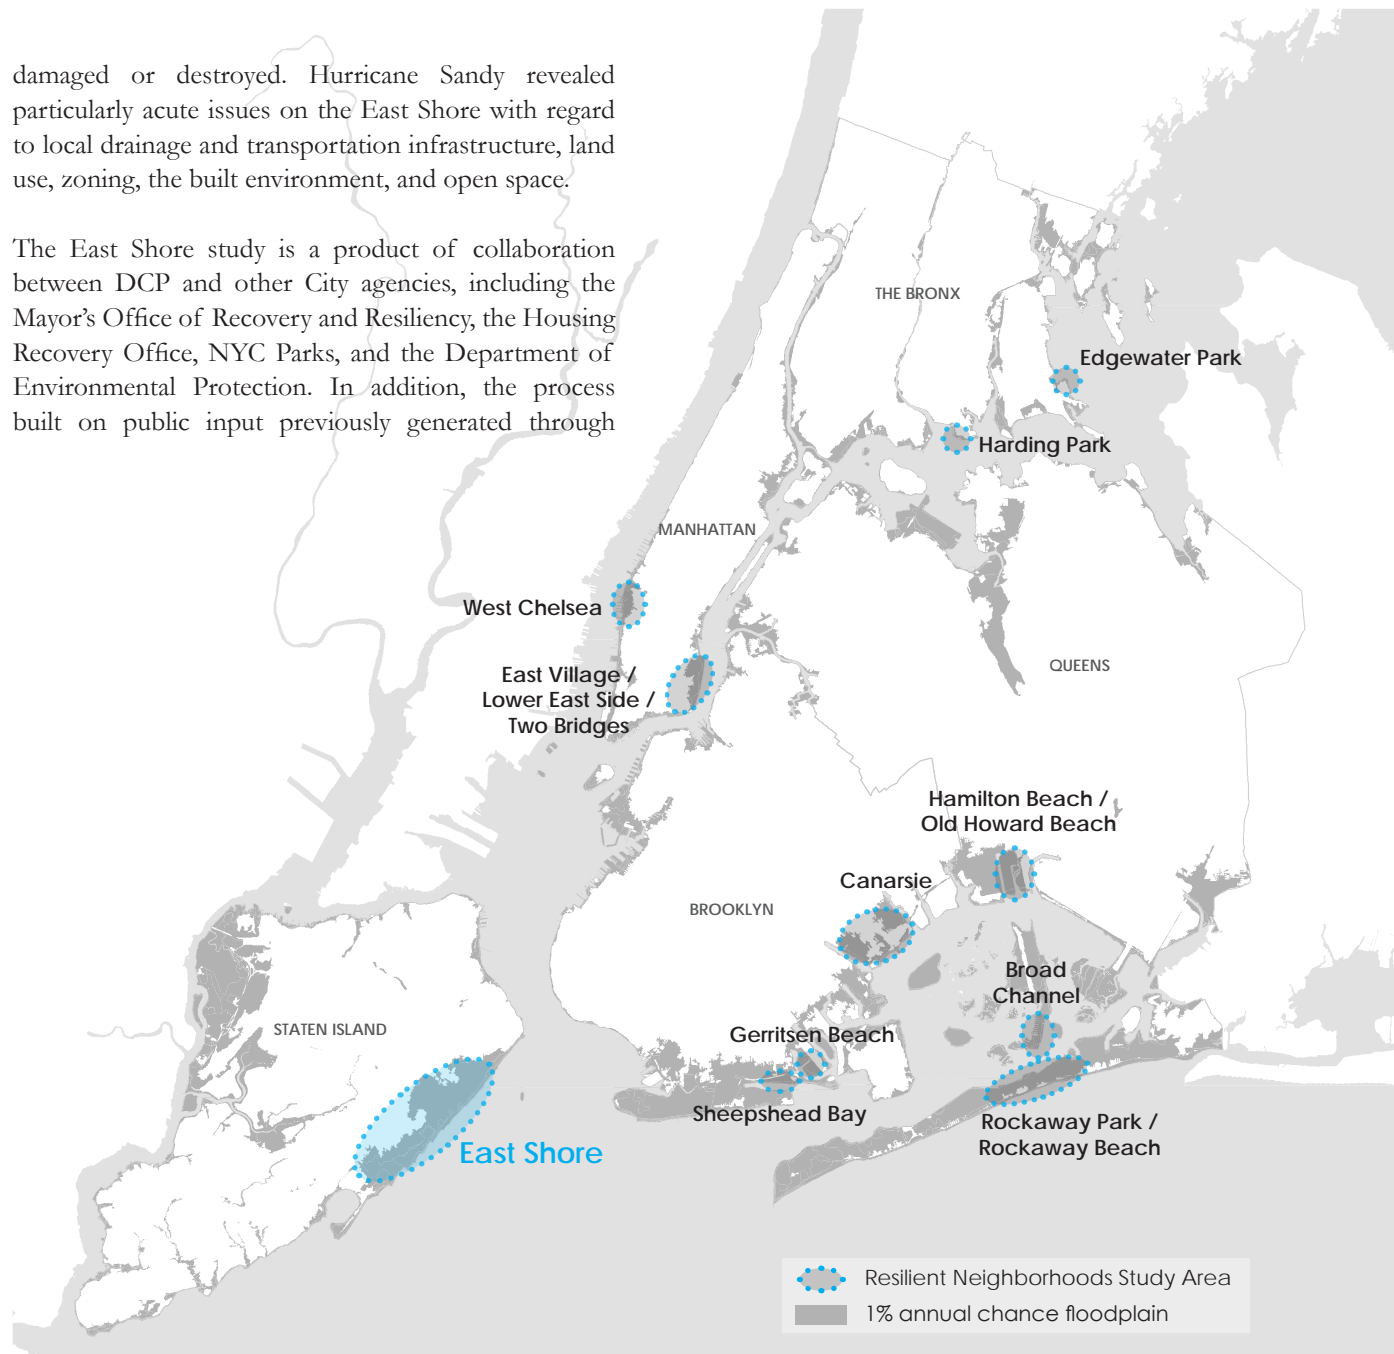 damaged or destroyed. Hurricane Sandy revealed
particularly acute issues on the East Shore with regard
to local drainage and transportation infrastructure, land
use, zoning, the built environment, and open space.
The East Shore study is a product of collaboration
between DCP and other City agencies, including the
Mayor’s Office of Recovery and Resiliency, the Housing
Recovery Office, NYC Parks, and the Department of
Environmental Protection. In addition, the process
built on public input previously generated through
THE BRONX
Edgewater Park
Harding Park
MANHATTAN
West Chelsea
East Village /
Lower East Side /
Two Bridges
QUEENS
Hamilton Beach /
Old Howard Beach
Canarsie
BROOKLYN
Broad
Channel
STATEN ISLAND
Gerritsen Beach
Sheepshead Bay
Rockaway Park /
Rockaway Beach
East Shore
Resilient Neighborhoods Study Area
1% annual chance floodplain